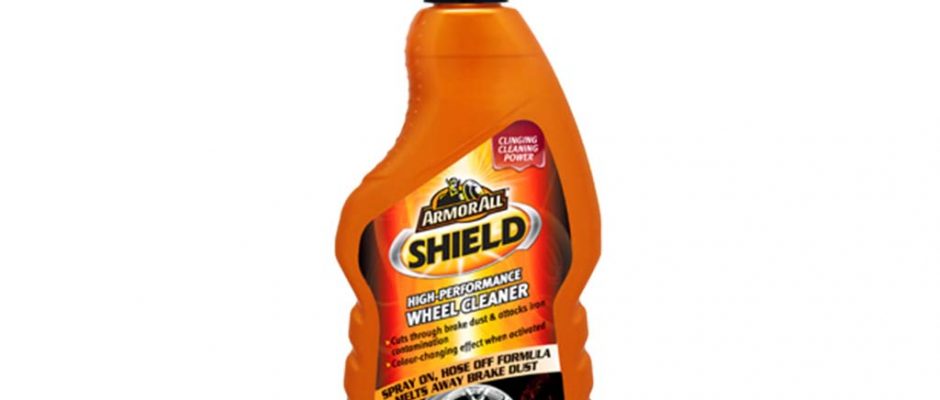 CLINGING
CLEANING
POWER
ARMORALL
SHIELD
HIGH-PERFORMANCE
WHEEL CLEANER
• Cuts through brake dust & attacks iron
contamination
• Colour-changing effect when activated
SPRAY ON, HOSE OFF FORMULA
MELTS AWAY BRAKE DUST